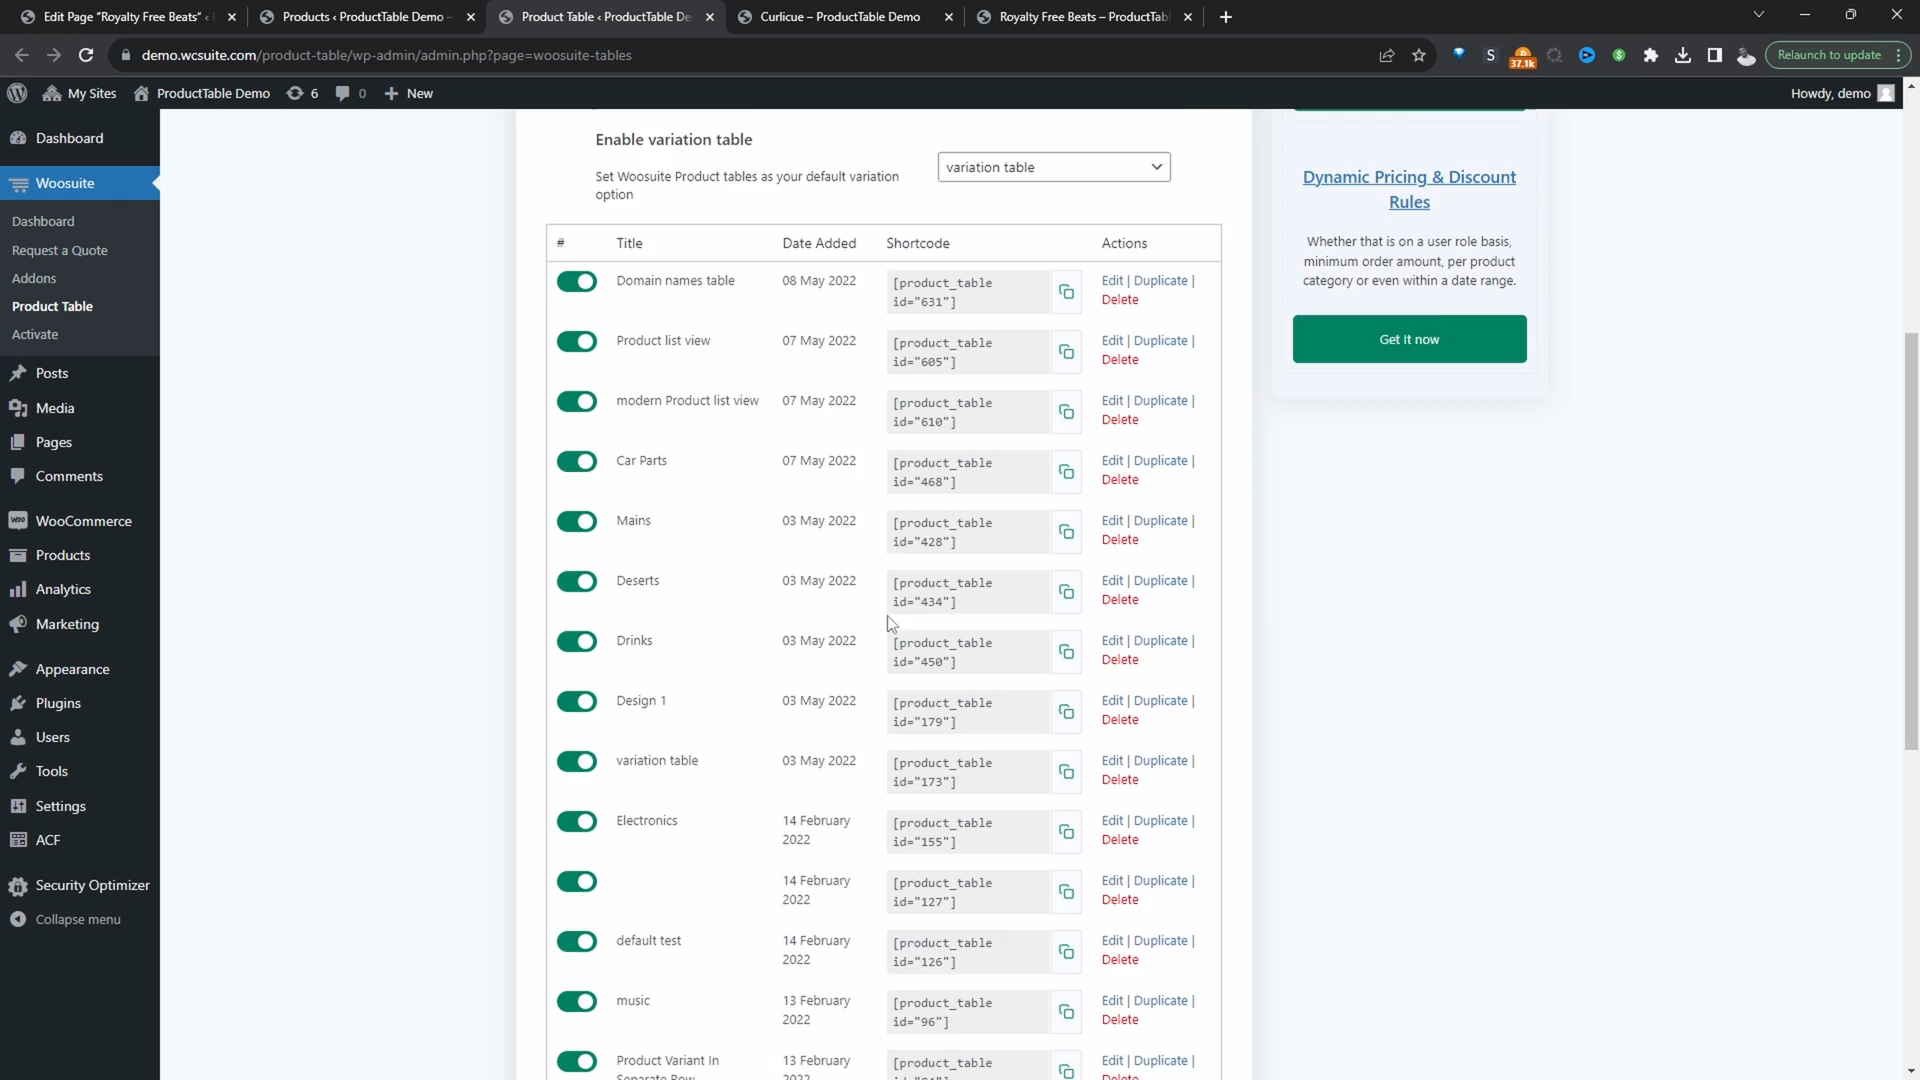 Edit Page "Royalty Free Beats" ‹
Products ‹ ProductTable Demo –
Product Table ‹ ProductTable De
Curlicue – ProductTable Demo
Royalty Free Beats – ProductTab
demo.wcsuite.com/product-table/wp-admin/admin.php?page=woosuite-tables
S
37.1k
Relaunch to update
My Sites
ProductTable Demo
6
0
New
Howdy, demo
Dashboard
Woosuite
Dashboard
Request a Quote
Addons
Product Table
Activate
Posts
Media
Pages
Comments
WooCommerce
Products
Analytics
Marketing
Appearance
Plugins
Users
Tools
Settings
ACF
Security Optimizer
Collapse menu
Enable variation table
Set Woosuite Product tables as your default variation
option
variation table
# Title Date Added Shortcode Actions
Domain names table 08 May 2022 [product_table Edit | Duplicate |
id="631"] Delete
Product list view 07 May 2022 [product_table Edit | Duplicate |
id="605"] Delete
modern Product list view 07 May 2022 [product_table Edit | Duplicate |
id="610"] Delete
Car Parts 07 May 2022 [product_table Edit | Duplicate |
id="468"] Delete
Mains 03 May 2022 [product_table Edit | Duplicate |
id="428"] Delete
Deserts 03 May 2022 [product_table Edit | Duplicate |
id="434"] Delete
Drinks 03 May 2022 [product_table Edit | Duplicate |
id="450"] Delete
Design 1 03 May 2022 [product_table Edit | Duplicate |
id="179"] Delete
variation table 03 May 2022 [product_table Edit | Duplicate |
id="173"] Delete
Electronics 14 February [product_table Edit | Duplicate |
2022 id="155"] Delete
14 February [product_table Edit | Duplicate |
2022 id="127"] Delete
default test 14 February [product_table Edit | Duplicate |
2022 id="126"] Delete
music 13 February [product_table Edit | Duplicate |
2022 id="96"] Delete
Product Variant In 13 February [product_table Edit | Duplicate |
Separate Row 2022 Delete
Dynamic Pricing & Discount
Rules
Whether that is on a user role basis,
minimum order amount, per product
category or even within a date range.
Get It now